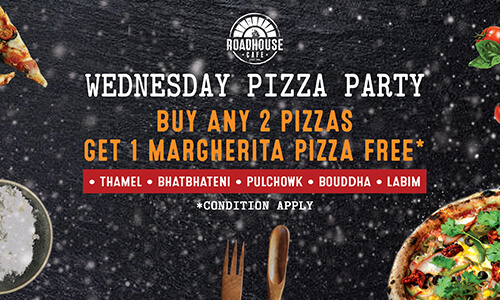 ROADHOUSE
CAFE
WEDNESDAY PIZZA PARTY
BUY ANY 2 PIZZAS
GET 1 MARGHERITA PIZZA FREE*
• THAMEL • BHATBHATENI • PULCHOWK • BOUDDHA • LABIM
*CONDITION APPLY